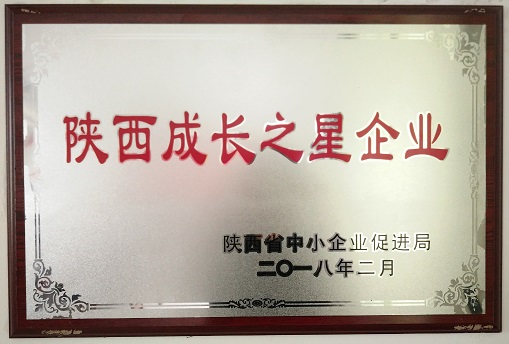 陕西成长之星企业
陕西省中小企业促进局
二〇一八年二月